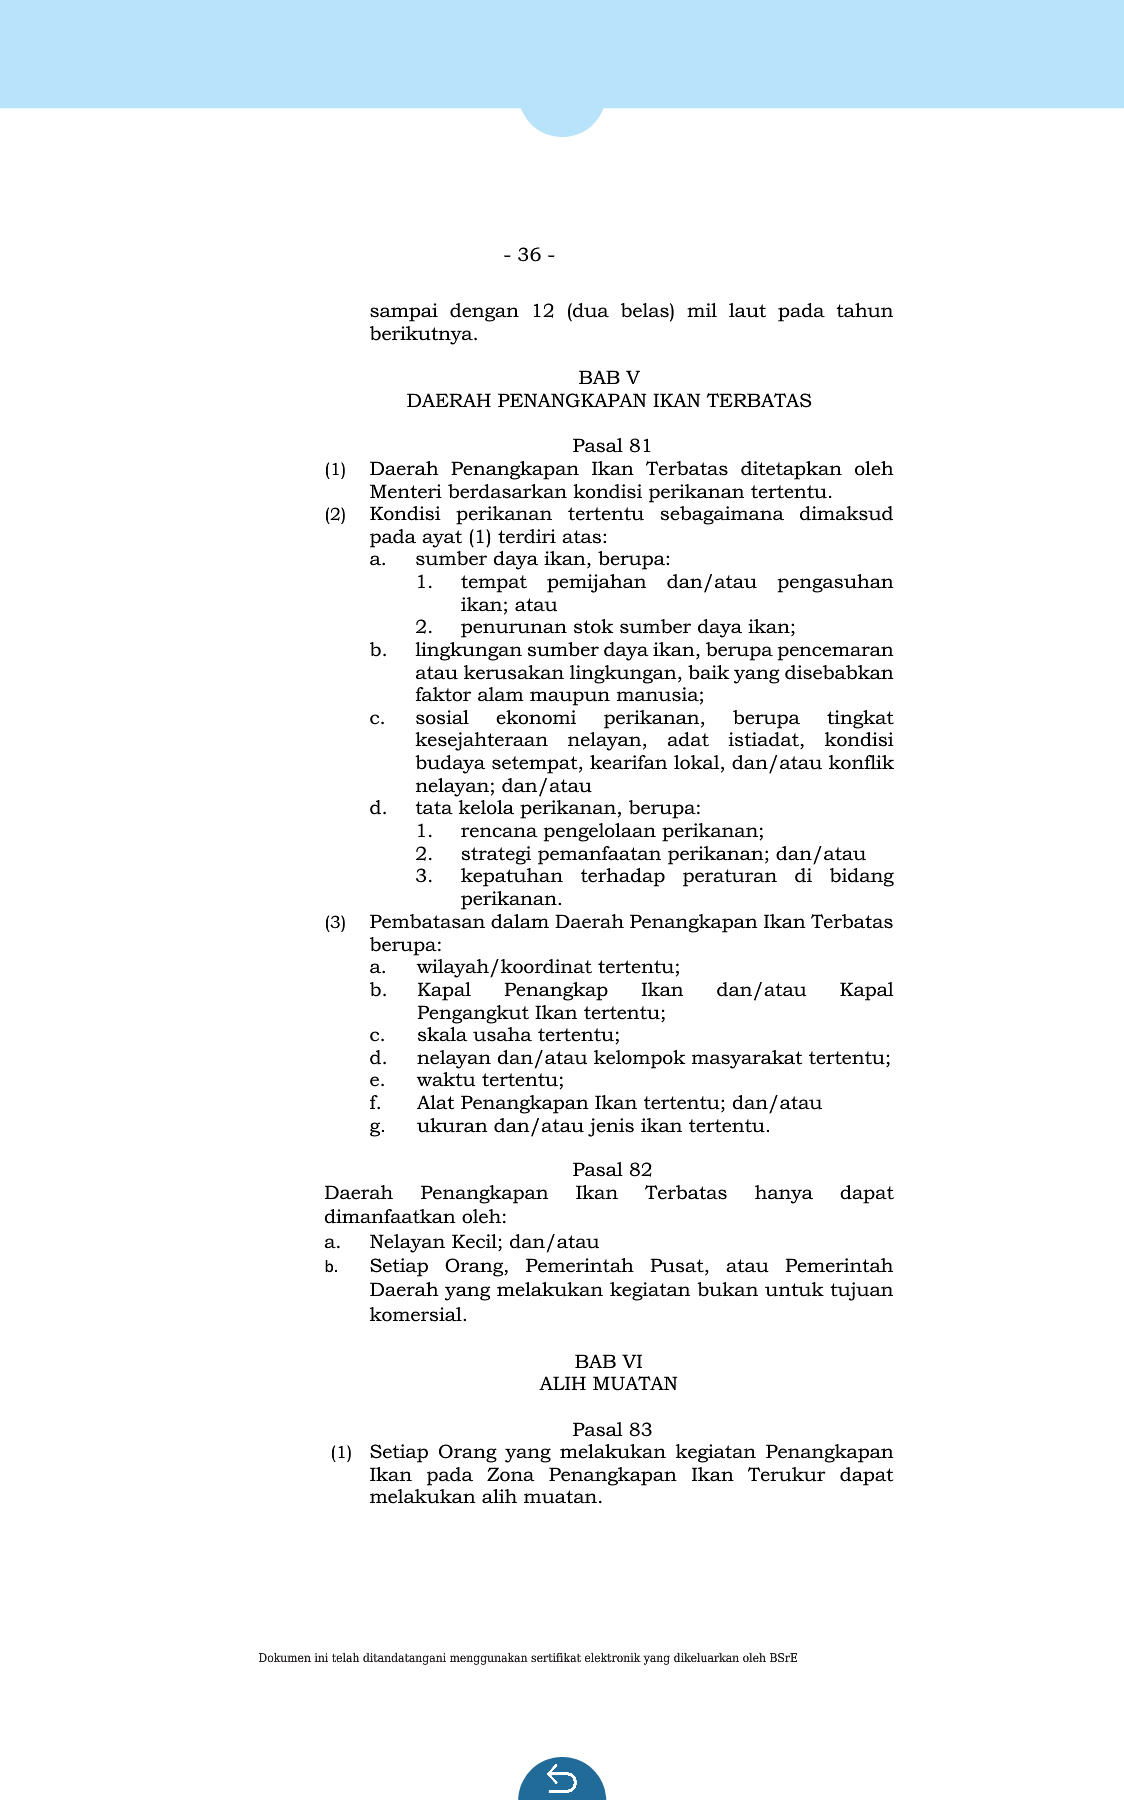 - 36 -
sampai dengan 12 (dua belas) mil laut pada tahun
berikutnya.
BAB V
DAERAH PENANGKAPAN IKAN TERBATAS
Pasal 81
(1) Daerah Penangkapan Ikan Terbatas ditetapkan oleh
Menteri berdasarkan kondisi perikanan tertentu.
(2) Kondisi perikanan tertentu sebagaimana dimaksud
pada ayat (1) terdiri atas:
a. sumber daya ikan, berupa:
1. tempat pemijahan dan/atau pengasuhan
ikan; atau
2. penurunan stok sumber daya ikan;
b. lingkungan sumber daya ikan, berupa pencemaran
atau kerusakan lingkungan, baik yang disebabkan
faktor alam maupun manusia;
c. sosial ekonomi perikanan, berupa tingkat
kesejahteraan nelayan, adat istiadat, kondisi
budaya setempat, kearifan lokal, dan/atau konflik
nelayan; dan/atau
d. tata kelola perikanan, berupa:
1. rencana pengelolaan perikanan;
2. strategi pemanfaatan perikanan; dan/atau
3. kepatuhan terhadap peraturan di bidang
perikanan.
(3) Pembatasan dalam Daerah Penangkapan Ikan Terbatas
berupa:
a. wilayah/koordinat tertentu;
b. Kapal Penangkap Ikan dan/atau Kapal
Pengangkut Ikan tertentu;
c. skala usaha tertentu;
d. nelayan dan/atau kelompok masyarakat tertentu;
e. waktu tertentu;
f. Alat Penangkapan Ikan tertentu; dan/atau
g. ukuran dan/atau jenis ikan tertentu.
Pasal 82
Daerah Penangkapan Ikan Terbatas hanya dapat
dimanfaatkan oleh:
a. Nelayan Kecil; dan/atau
b. Setiap Orang, Pemerintah Pusat, atau Pemerintah
Daerah yang melakukan kegiatan bukan untuk tujuan
komersial.
BAB VI
ALIH MUATAN
Pasal 83
(1) Setiap Orang yang melakukan kegiatan Penangkapan
Ikan pada Zona Penangkapan Ikan Terukur dapat
melakukan alih muatan.
Dokumen ini telah ditandatangani menggunakan sertifikat elektronik yang dikeluarkan oleh BSrE